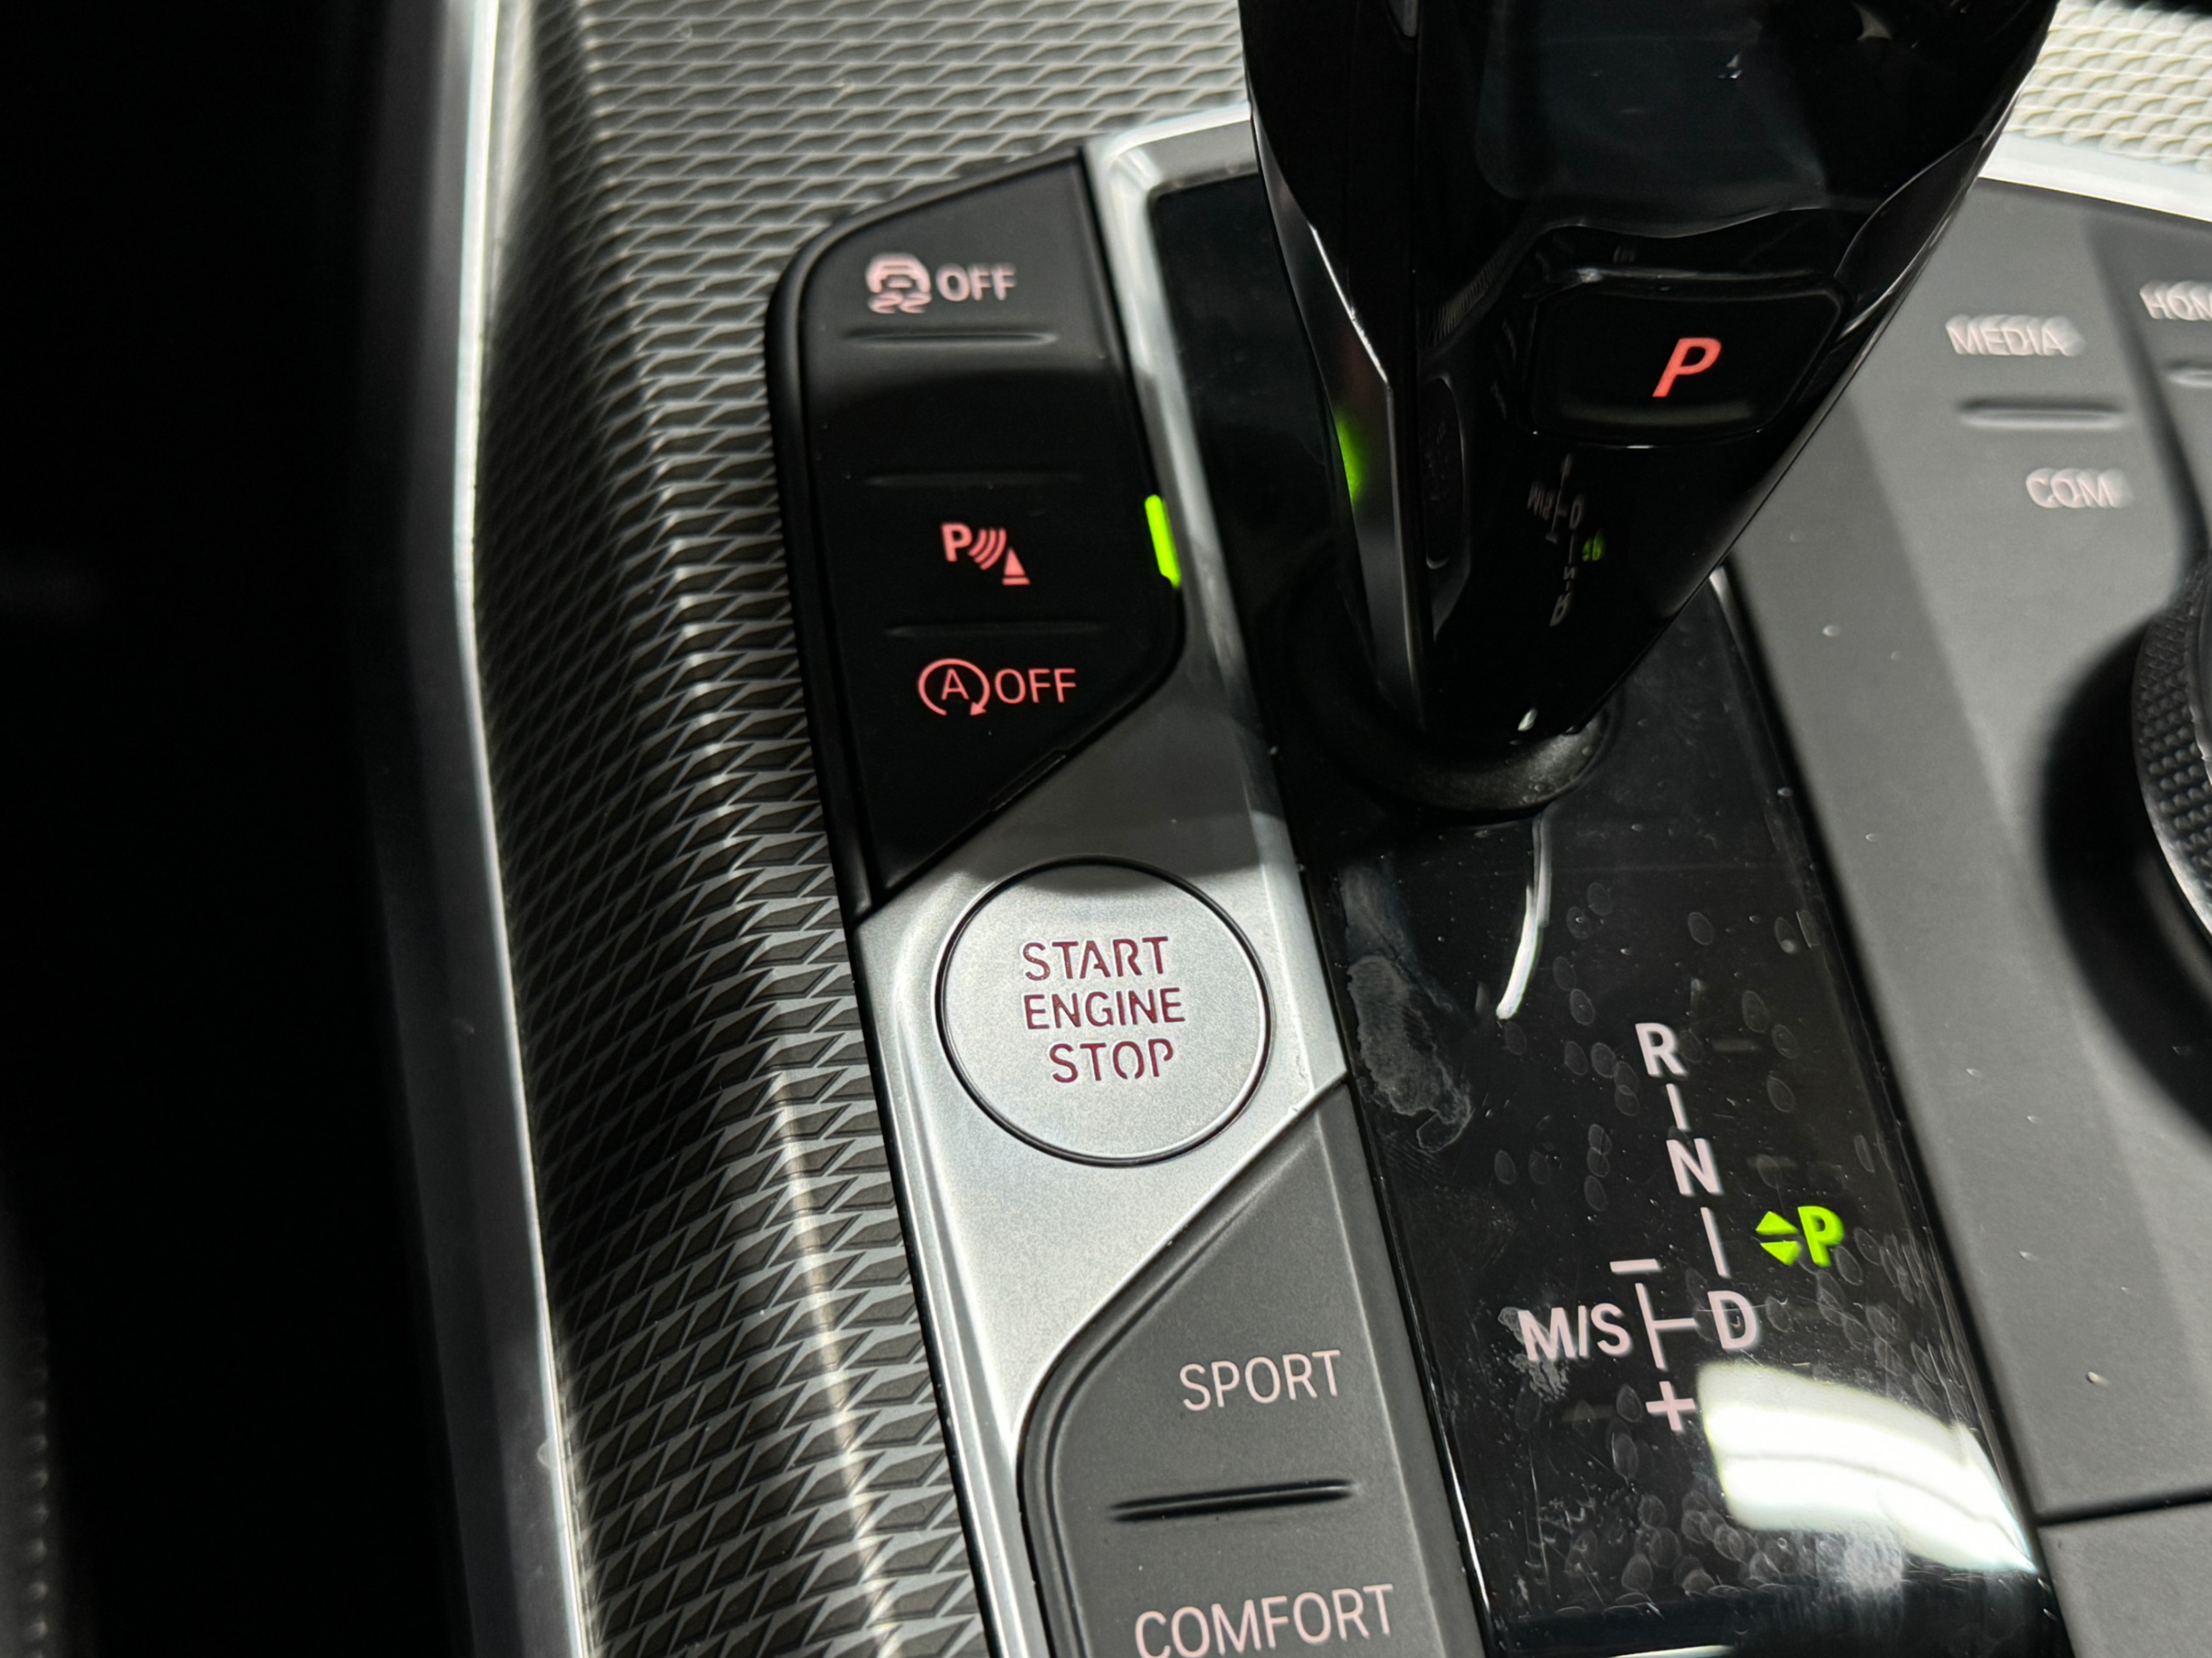 OFF
P
MEDIA
COM
P
A OFF
START
ENGINE
STOP
R
N
P
M/S D
+
SPORT
COMFORT